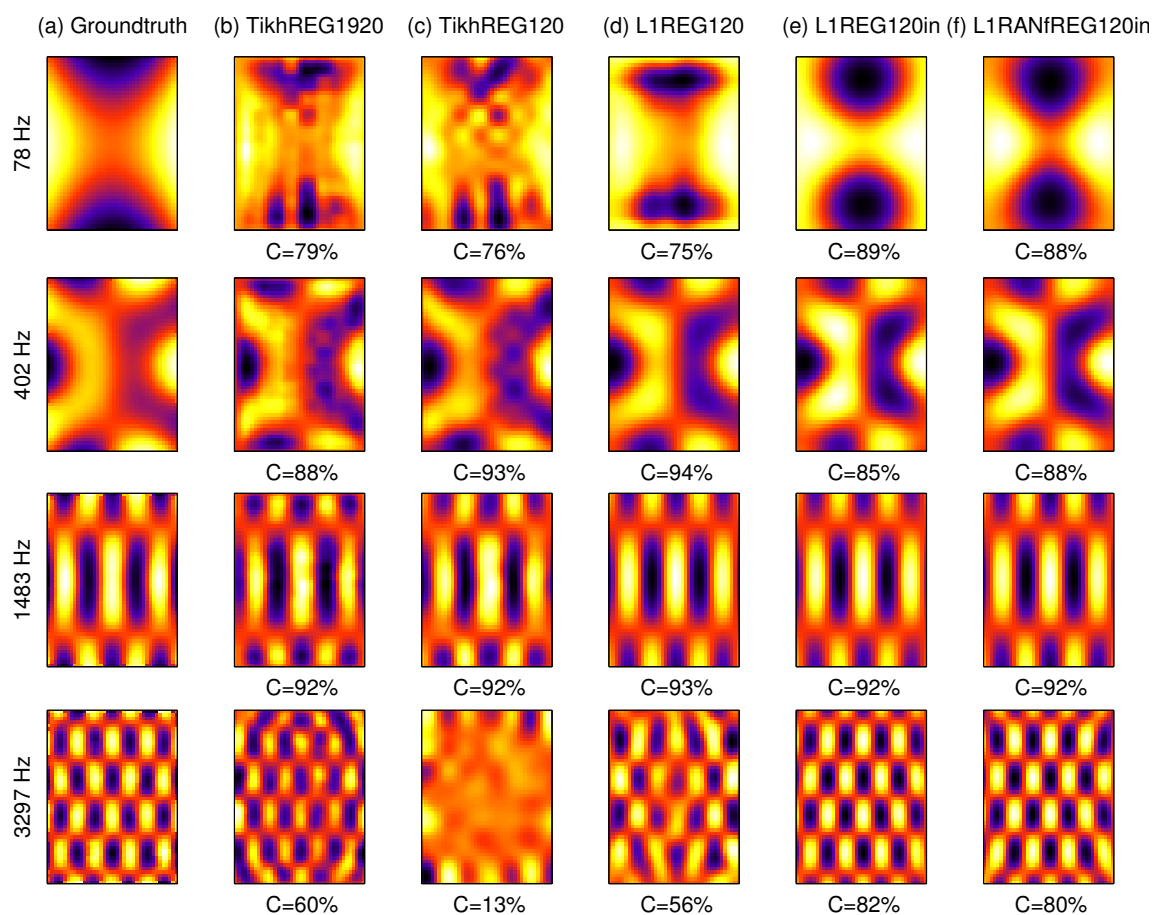 (a) Groundtruth (b) TikhREG1920 (c) TikhREG120 (d) L1REG120 (e) L1REG120in (f) L1RANfREG120in
78 Hz
C=79% C=76% C=75% C=89% C=88%
402 Hz
C=88% C=93% C=94% C=85% C=88%
1483 Hz
C=92% C=92% C=93% C=92% C=92%
3297 Hz
C=60% C=13% C=56% C=82% C=80%